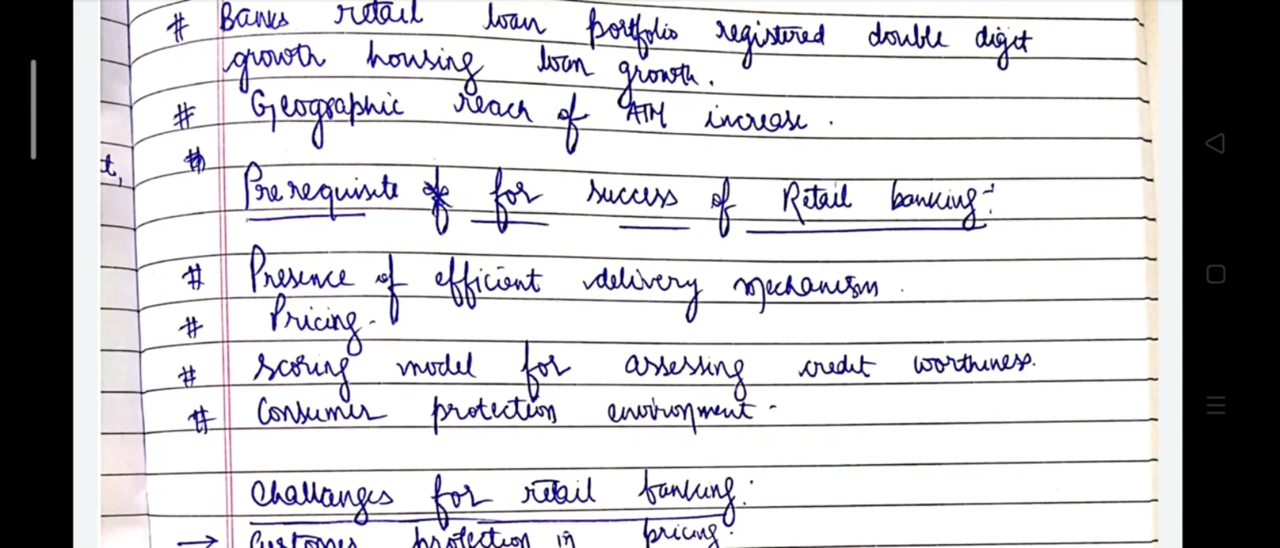 # Banks retail loan portfolio registered double digit
growth housing loan growth.
# Geographic reach of ATM increase.
#
t,
Prerequisite for success of Retail banking:
# Presence of efficient delivery mechanism.
# Pricing.
# Scoring model for assessing credit worthiness.
# Consumer protection environment.
Challanges for retail banking:
→ Customer protection in pricing.